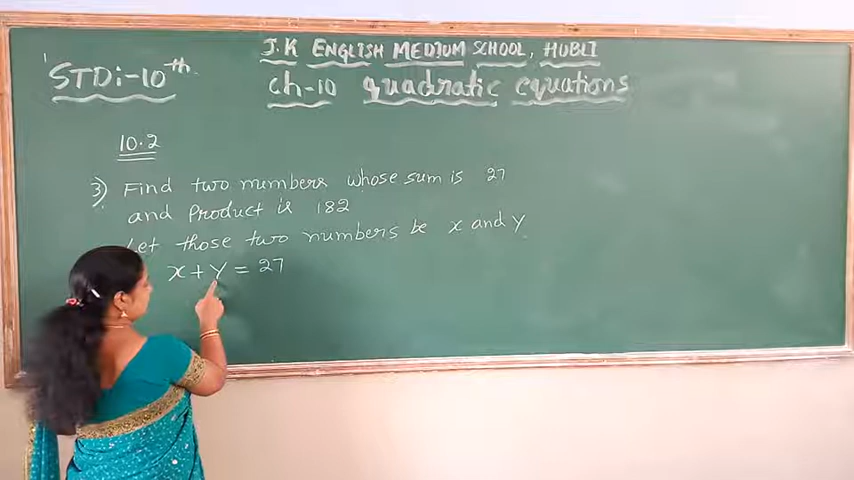 J.K ENGLISH MEDIUM SCHOOL, HUBLI
STDi-10th
ch-10 quadratic equations
10.2
3) Find two numbers whose sum is 27
and Product is 182
Let those two numbers be x and y
x + y = 27